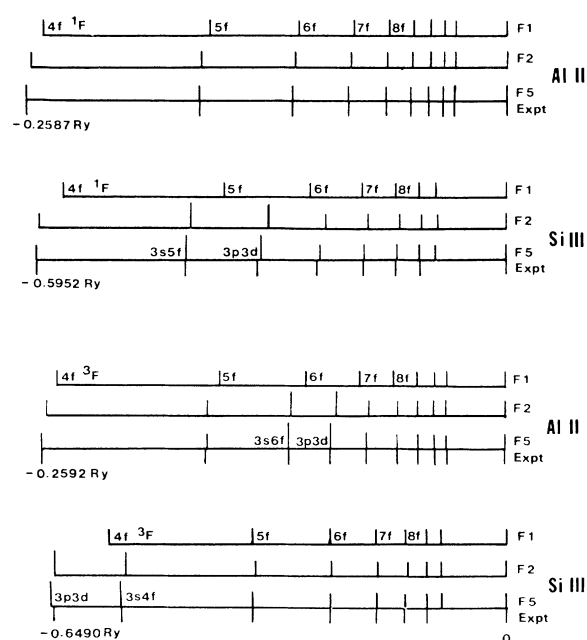 4f ¹F 5f 6f 7f 8f F1
F2
Al II
F5
Expt
-0.2587 Ry
4f ¹F 5f 6f 7f 8f F1
F2
Si III
3s5f 3p3d F5
Expt
-0.5952 Ry
4f ³F 5f 6f 7f 8f F1
F2
Al II
3s6f 3p3d F5
Expt
-0.2592 Ry
4f ³F 5f 6f 7f 8f F1
F2
Si III
3p3d 3s4f F5
Expt
-0.6490 Ry 0